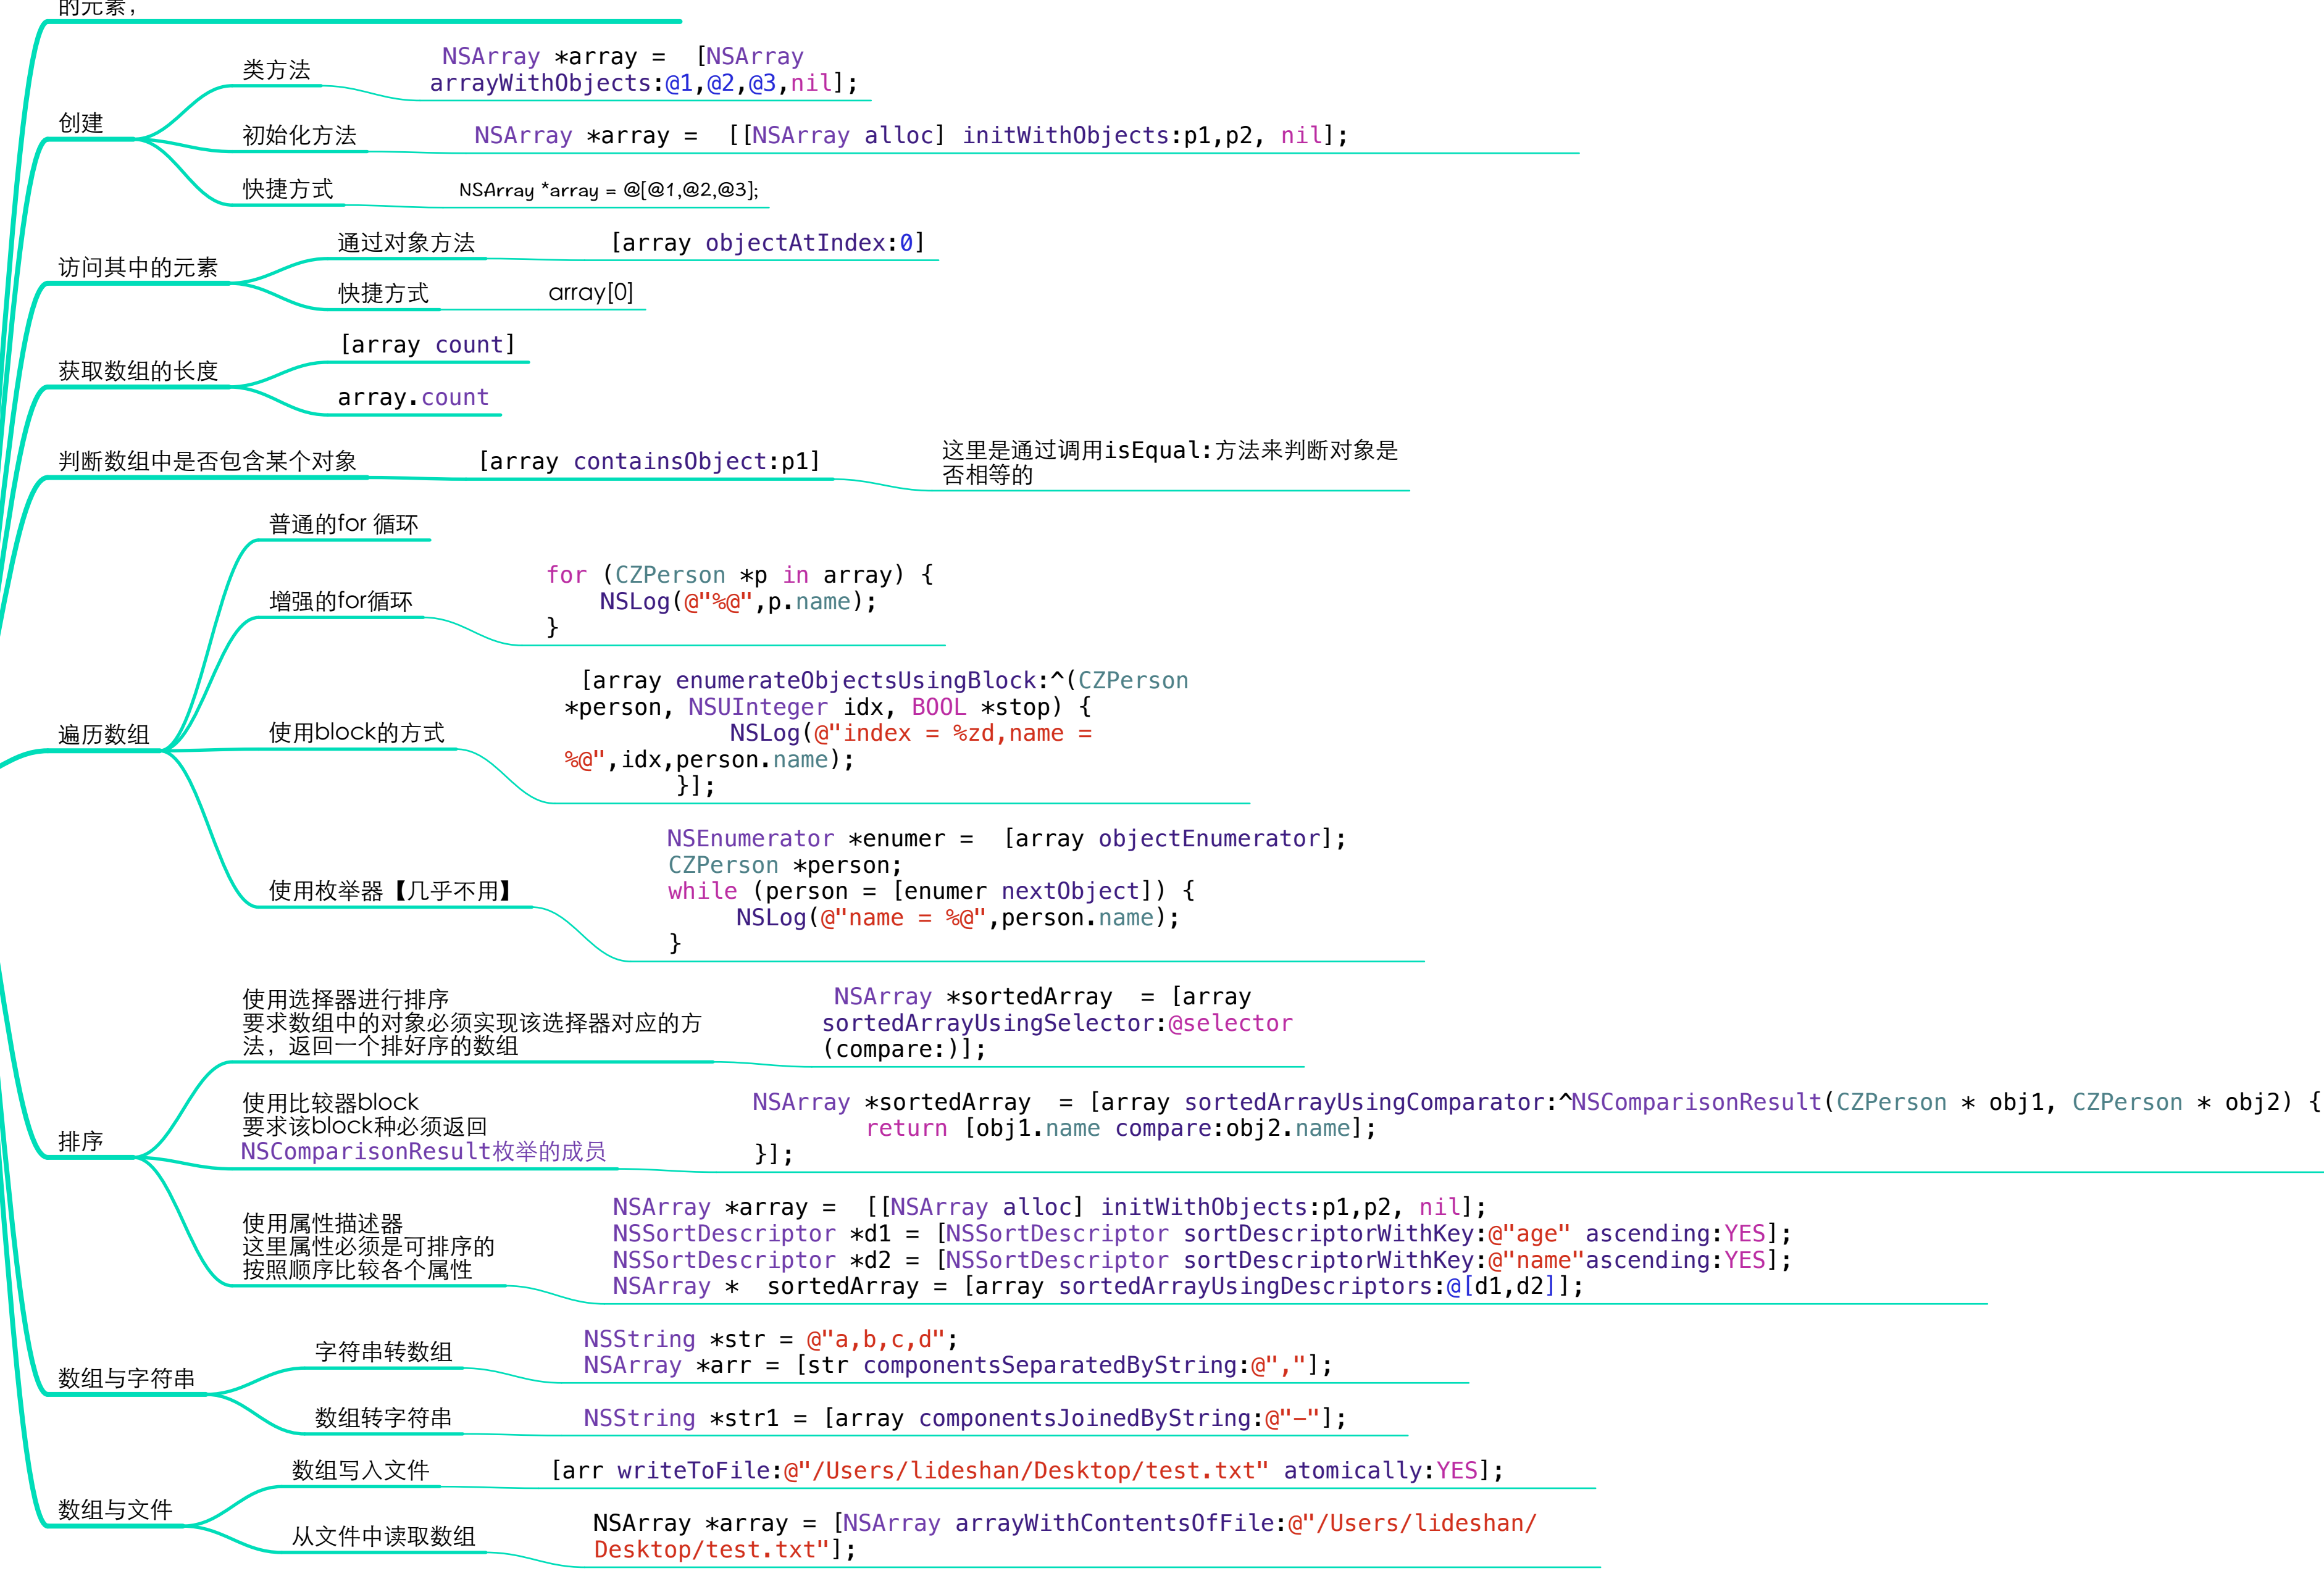 的元素,
创建
类方法
NSArray *array =  [NSArray
arrayWithObjects:@1,@2,@3,nil];
初始化方法
NSArray *array =  [[NSArray alloc] initWithObjects:p1,p2, nil];
快捷方式
NSArray *array = @[@1,@2,@3];
访问其中的元素
通过对象方法
[array objectAtIndex:0]
快捷方式
array[0]
获取数组的长度
[array count]
array.count
判断数组中是否包含某个对象
[array containsObject:p1]
这里是通过调用isEqual:方法来判断对象是
否相等的
遍历数组
普通的for 循环
增强的for循环
for (CZPerson *p in array) {
NSLog(@"%@",p.name);
}
使用block的方式
[array enumerateObjectsUsingBlock:^(CZPerson
*person, NSUInteger idx, BOOL *stop) {
NSLog(@"index = %zd,name =
%@",idx,person.name);
}];
使用枚举器【几乎不用】
NSEnumerator *enumer =  [array objectEnumerator];
CZPerson *person;
while (person = [enumer nextObject]) {
NSLog(@"name = %@",person.name);
}
排序
使用选择器进行排序
要求数组中的对象必须实现该选择器对应的方
法，返回一个排好序的数组
NSArray *sortedArray  = [array
sortedArrayUsingSelector:@selector
(compare:)];
使用比较器block
要求该block种必须返回
NSComparisonResult枚举的成员
NSArray *sortedArray  = [array sortedArrayUsingComparator:^NSComparisonResult(CZPerson * obj1, CZPerson * obj2) {
return [obj1.name compare:obj2.name];
}];
使用属性描述器
这里属性必须是可排序的
按照顺序比较各个属性
NSArray *array =  [[NSArray alloc] initWithObjects:p1,p2, nil];
NSSortDescriptor *d1 = [NSSortDescriptor sortDescriptorWithKey:@"age" ascending:YES];
NSSortDescriptor *d2 = [NSSortDescriptor sortDescriptorWithKey:@"name"ascending:YES];
NSArray *  sortedArray = [array sortedArrayUsingDescriptors:@[d1,d2]];
数组与字符串
字符串转数组
NSString *str = @"a,b,c,d";
NSArray *arr = [str componentsSeparatedByString:@","];
数组转字符串
NSString *str1 = [array componentsJoinedByString:@"-"];
数组与文件
数组写入文件
[arr writeToFile:@"/Users/lideshan/Desktop/test.txt" atomically:YES];
从文件中读取数组
NSArray *array = [NSArray arrayWithContentsOfFile:@"/Users/lideshan/
Desktop/test.txt"];